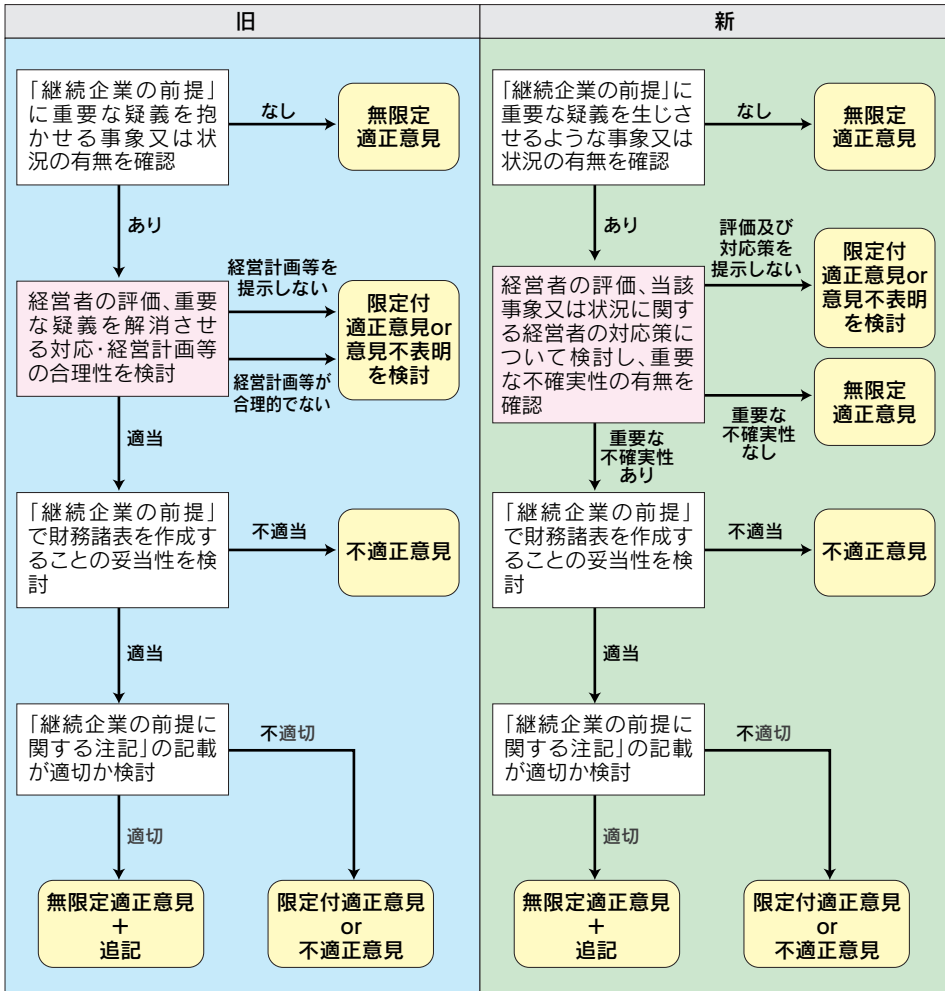 旧
「継続企業の前提」
に重要な疑義を抱
かせる事象又は状
況の有無を確認
なし
無限定
適正意見
あり
経営計画等を
提示しない
経営者の評価、重要
な疑義を解消させ
る対応・経営計画等
の合理性を検討
限定付
適正意見or
意見不表明
を検討
経営計画等が
合理的でない
適当
「継続企業の前提」
で財務諸表を作成す
ることの妥当性を検
討
不適当
不適正意見
適当
「継続企業の前提に
関する注記」の記載
が適切か検討
不適切
適切
無限定適正意見
+
追記
限定付適正意見
or
不適正意見
新
「継続企業の前提」に
重要な疑義を生じさ
せるような事象又は
状況の有無を確認
なし
無限定
適正意見
あり
評価及び
対応策を
提示しない
限定付
適正意見or
意見不表明
を検討
経営者の評価、当該
事象又は状況に関す
る経営者の対応策に
ついて検討し、重要
な不確実性の有無を
確認
無限定
適正意見
重要な
不確実性
なし
重要な
不確実性
あり
「継続企業の前提」
で財務諸表を作成す
ることの妥当性を検
討
不適当
不適正意見
適当
「継続企業の前提に
関する注記」の記載
が適切か検討
不適切
適切
無限定適正意見
+
追記
限定付適正意見
or
不適正意見